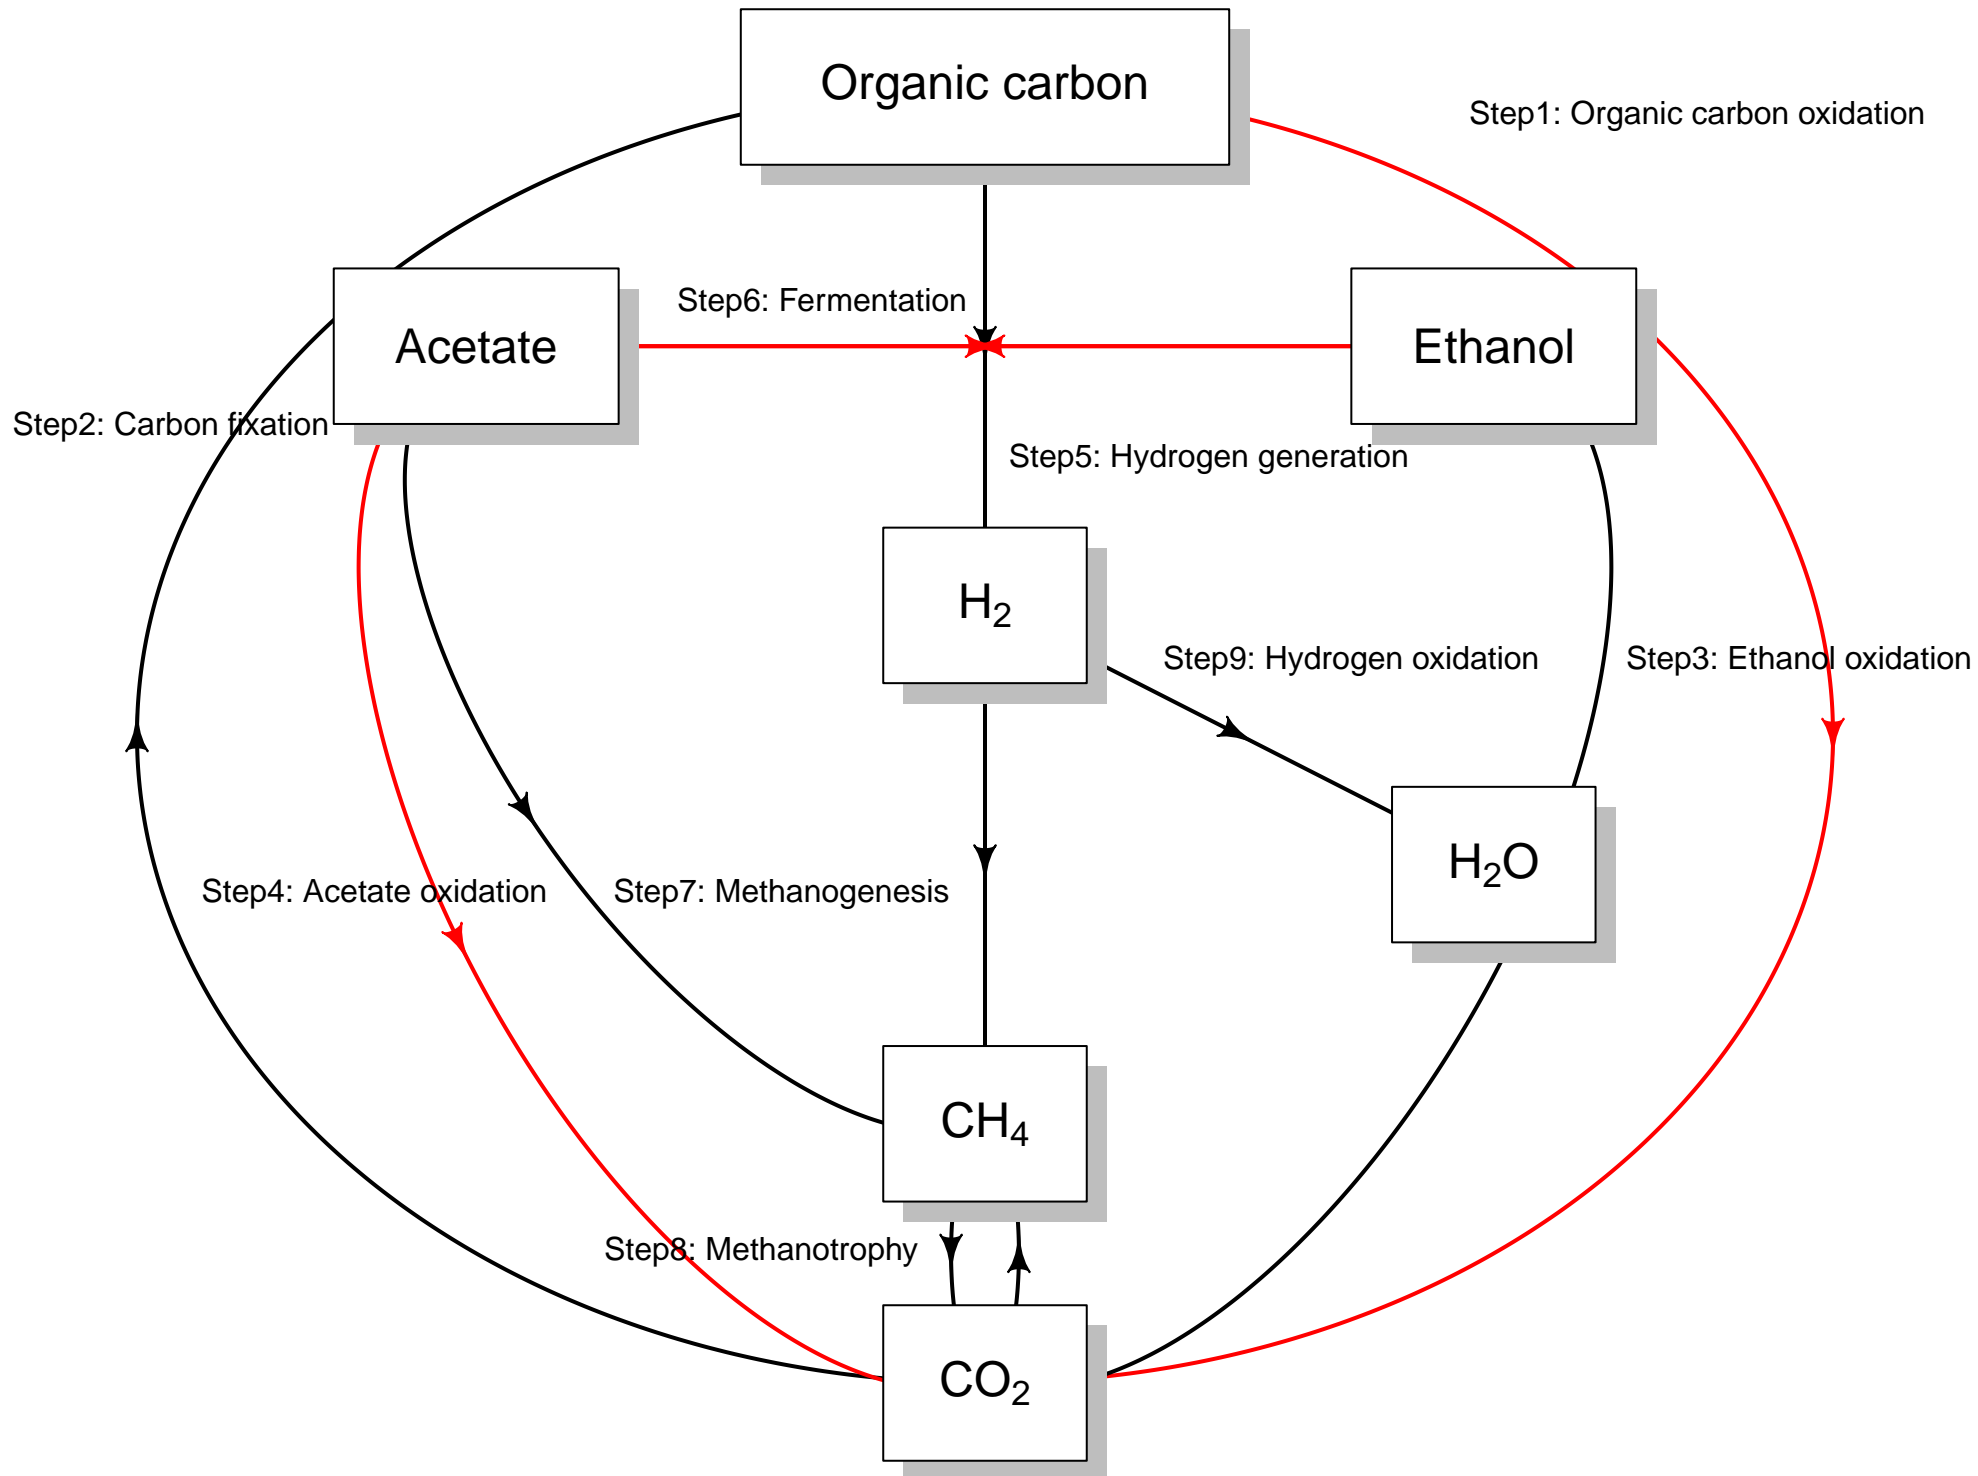 Organic carbon
Step1: Organic carbon oxidation
Step6: Fermentation
Acetate
Ethanol
Step2: Carbon fixation
Step5: Hydrogen generation
H₂
Step9: Hydrogen oxidation
Step3: Ethanol oxidation
H₂O
Step4: Acetate oxidation
Step7: Methanogenesis
CH₄
Step8: Methanotrophy
CO₂